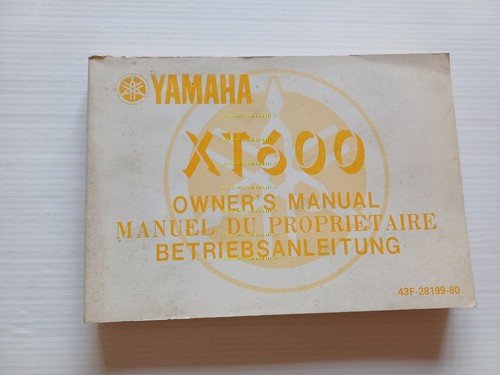 YAMAHA
XT600
OWNER'S MANUAL
MANUEL DU PROPRIETAIRE
BETRIEBSANLEITUNG
43F-28199-80